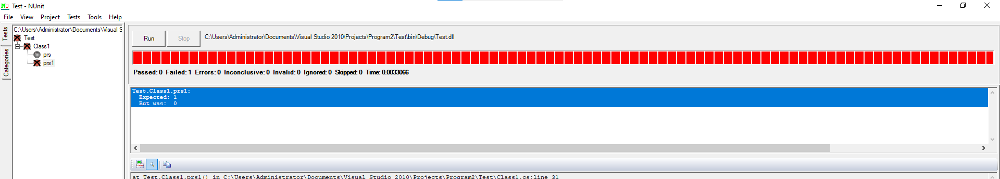 Test - NUnit
File View Project Tests Tools Help
Tests
Categories
C:\Users\Administrator\Documents\Visual S
Test
Class1
prs
prs1
Run Stop C:\Users\Administrator\Documents\Visual Studio 2010\Projects\Program2\Test\bin\Debug\Test.dll
Passed: 0 Failed: 1 Errors: 0 Inconclusive: 0 Invalid: 0 Ignored: 0 Skipped: 0 Time: 0.0033066
Test.Class1.prs1:
Expected: 1
But was: 0
at Test.Class1.prs1() in C:\Users\Administrator\Documents\Visual Studio 2010\Projects\Program2\Test\Class1.cs:line 31